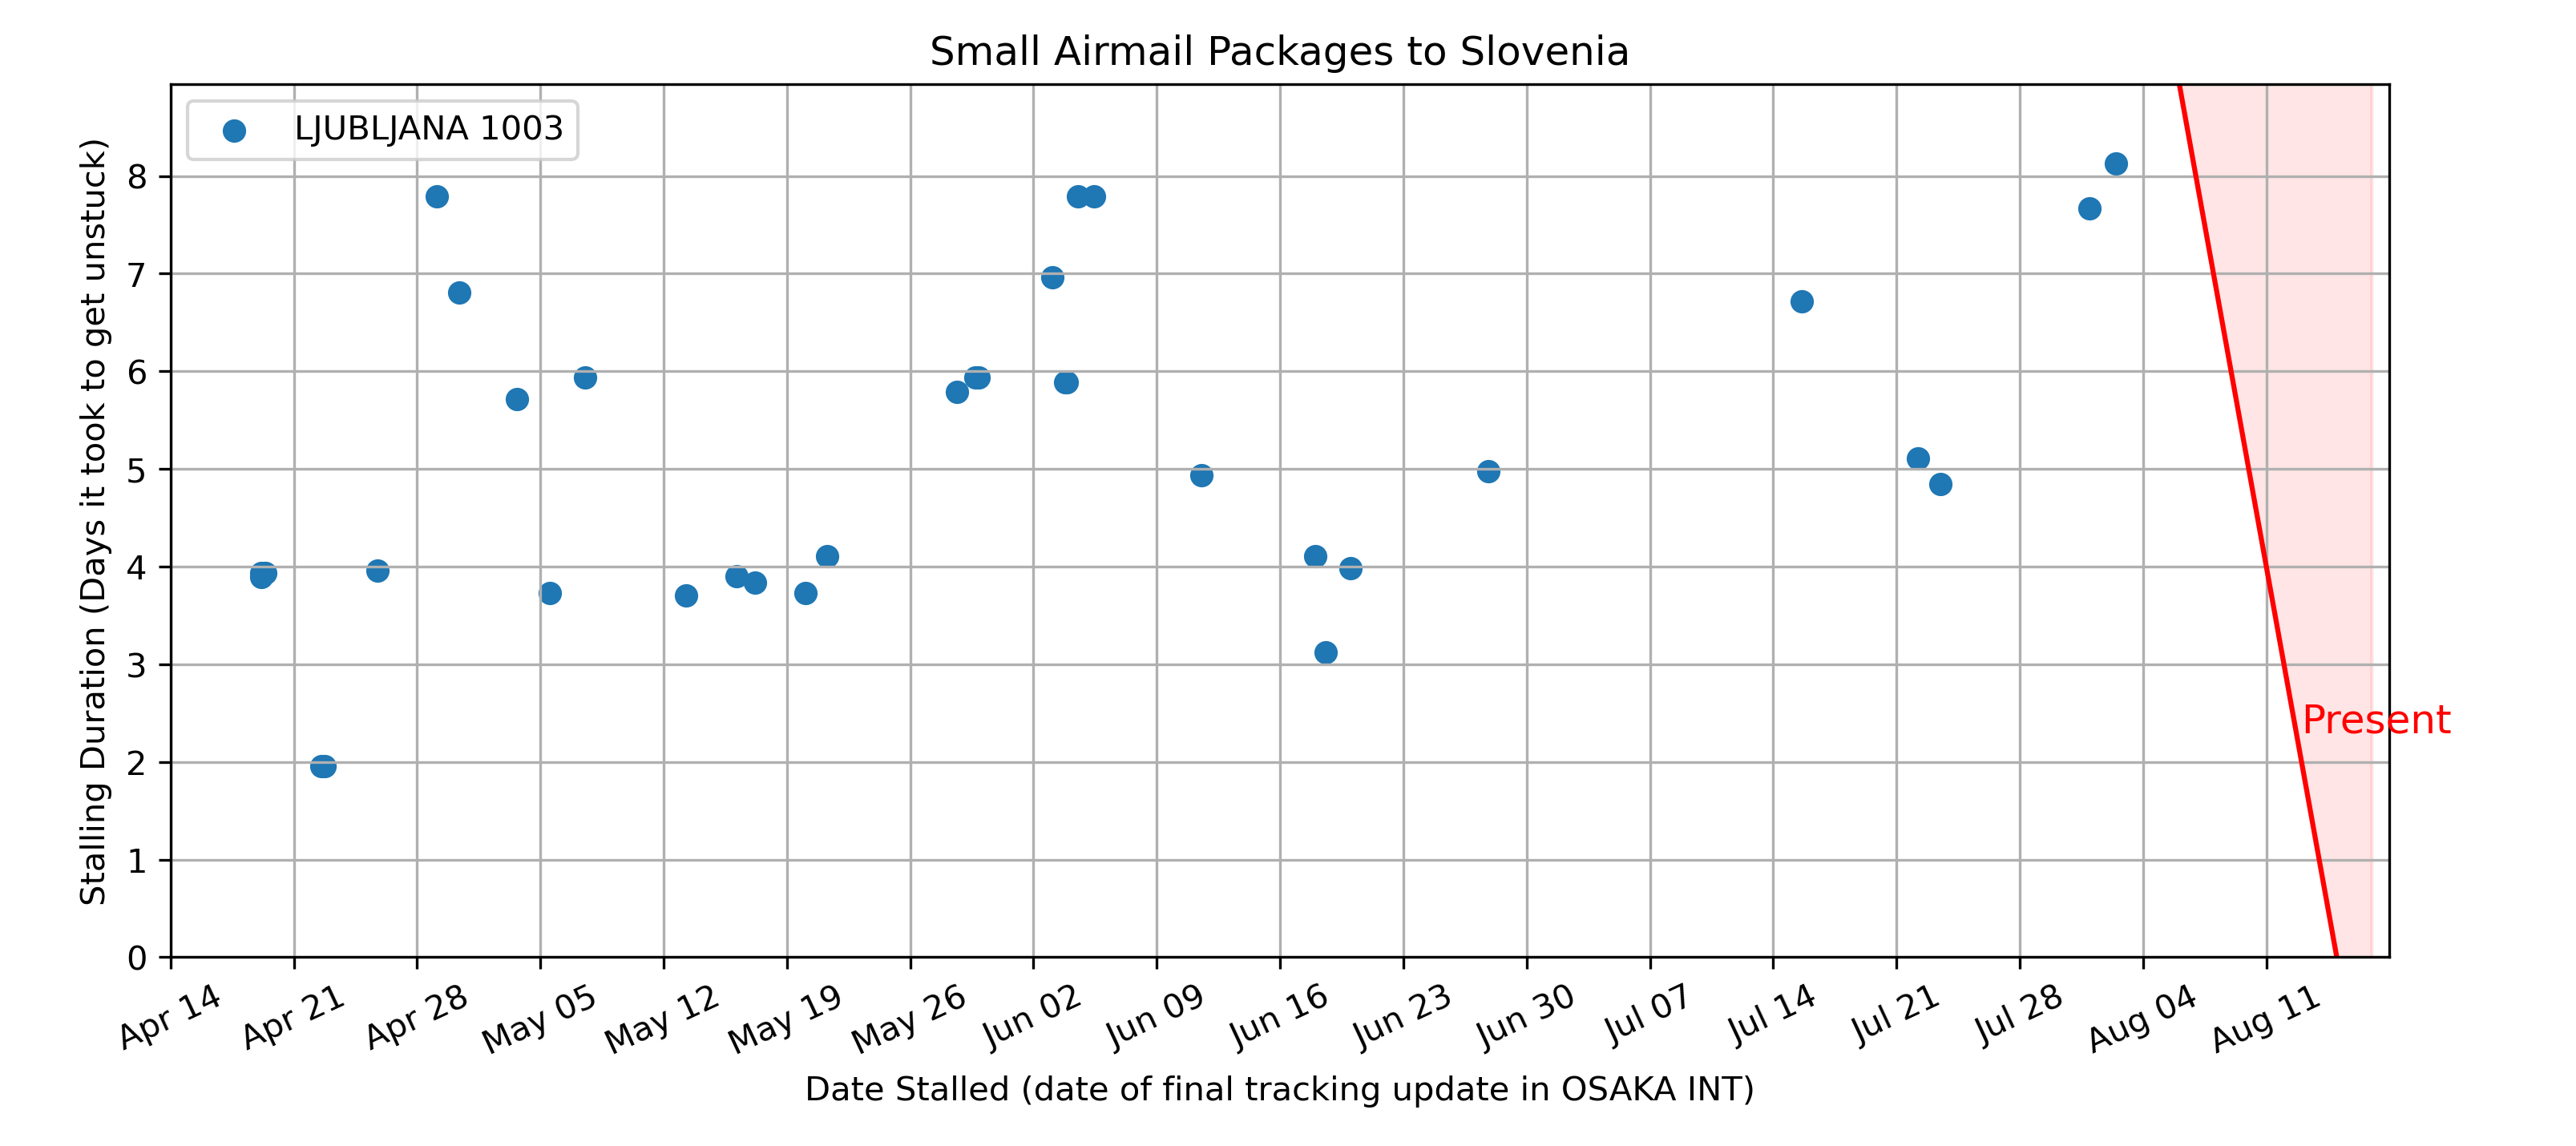 Small Airmail Packages to Slovenia
LJUBLJANA 1003
Stalling Duration (Days it took to get unstuck)
8
7
6
5
4
3
2
1
0
Present
Apr 14
Apr 21
Apr 28
May 05
May 12
May 19
May 26
Jun 02
Jun 09
Jun 16
Jun 23
Jun 30
Jul 07
Jul 14
Jul 21
Jul 28
Aug 04
Aug 11
Date Stalled (date of final tracking update in OSAKA INT)